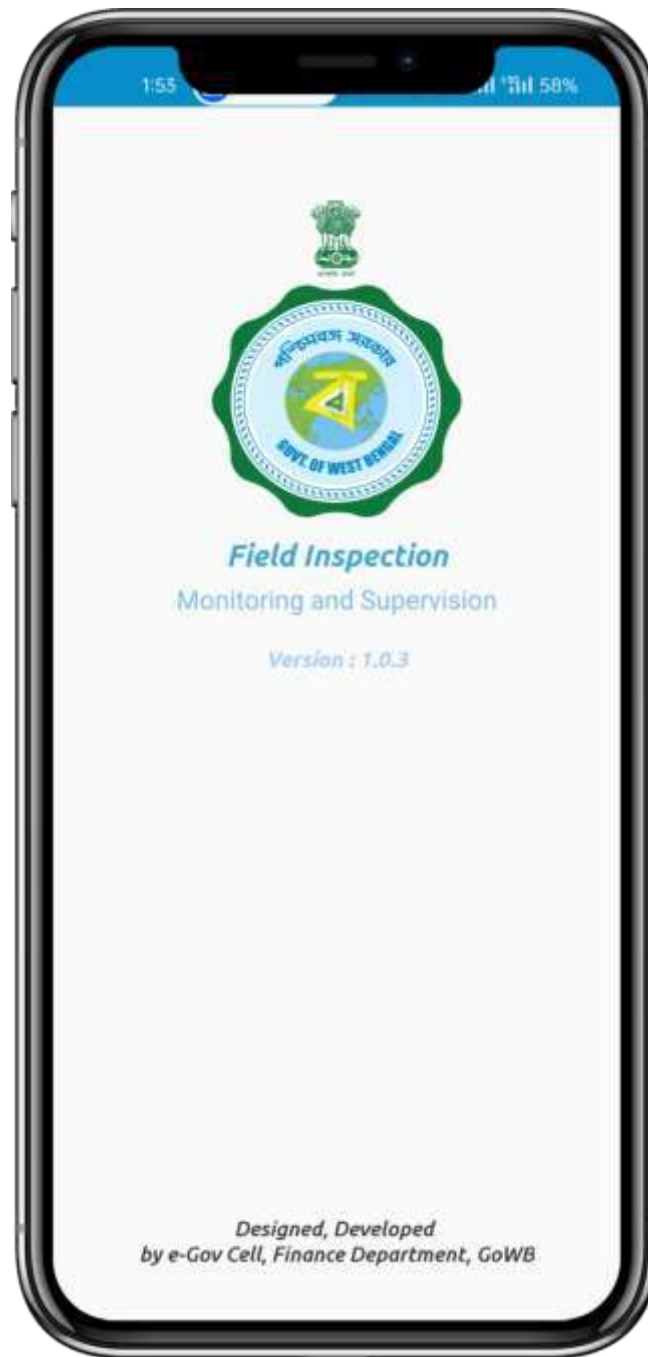 1:53
58%
পশ্চিমবঙ্গ সরকার
GOVT. OF WEST BENGAL
Field Inspection
Monitoring and Supervision
Version : 1.0.3
Designed, Developed
by e-Gov Cell, Finance Department, GoWB